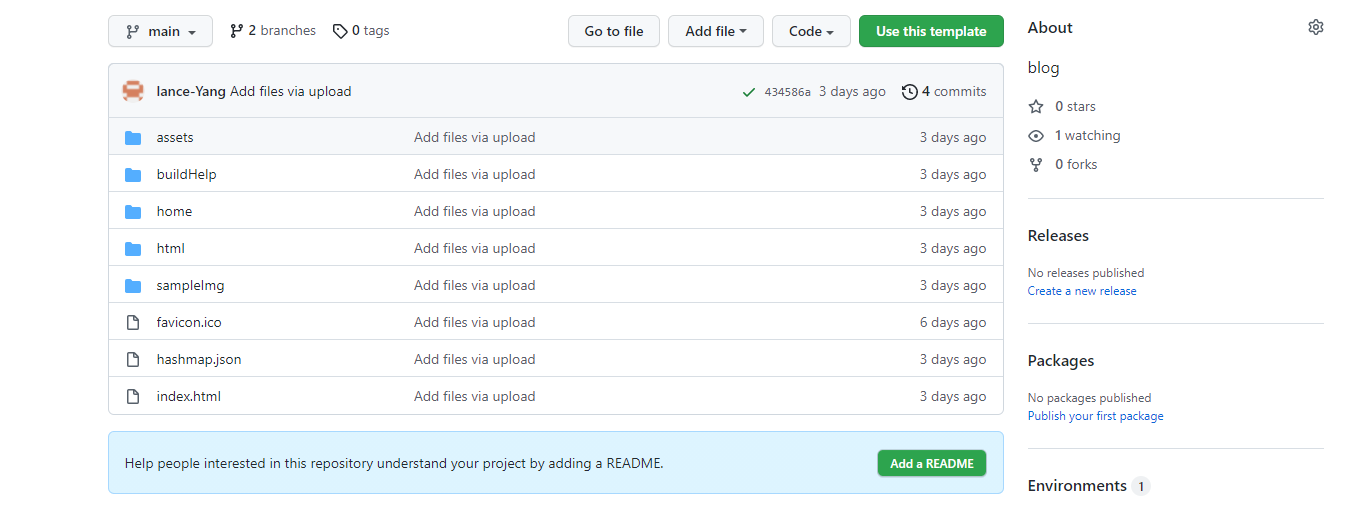 main 2 branches 0 tags Go to file Add file Code Use this template
lance-Yang Add files via upload 434586a 3 days ago 4 commits
assets Add files via upload 3 days ago
buildHelp Add files via upload 3 days ago
home Add files via upload 3 days ago
html Add files via upload 3 days ago
sampleImg Add files via upload 3 days ago
favicon.ico Add files via upload 6 days ago
hashmap.json Add files via upload 3 days ago
index.html Add files via upload 3 days ago
Help people interested in this repository understand your project by adding a README. Add a README
About
blog
0 stars
1 watching
0 forks
Releases
No releases published
Create a new release
Packages
No packages published
Publish your first package
Environments 1